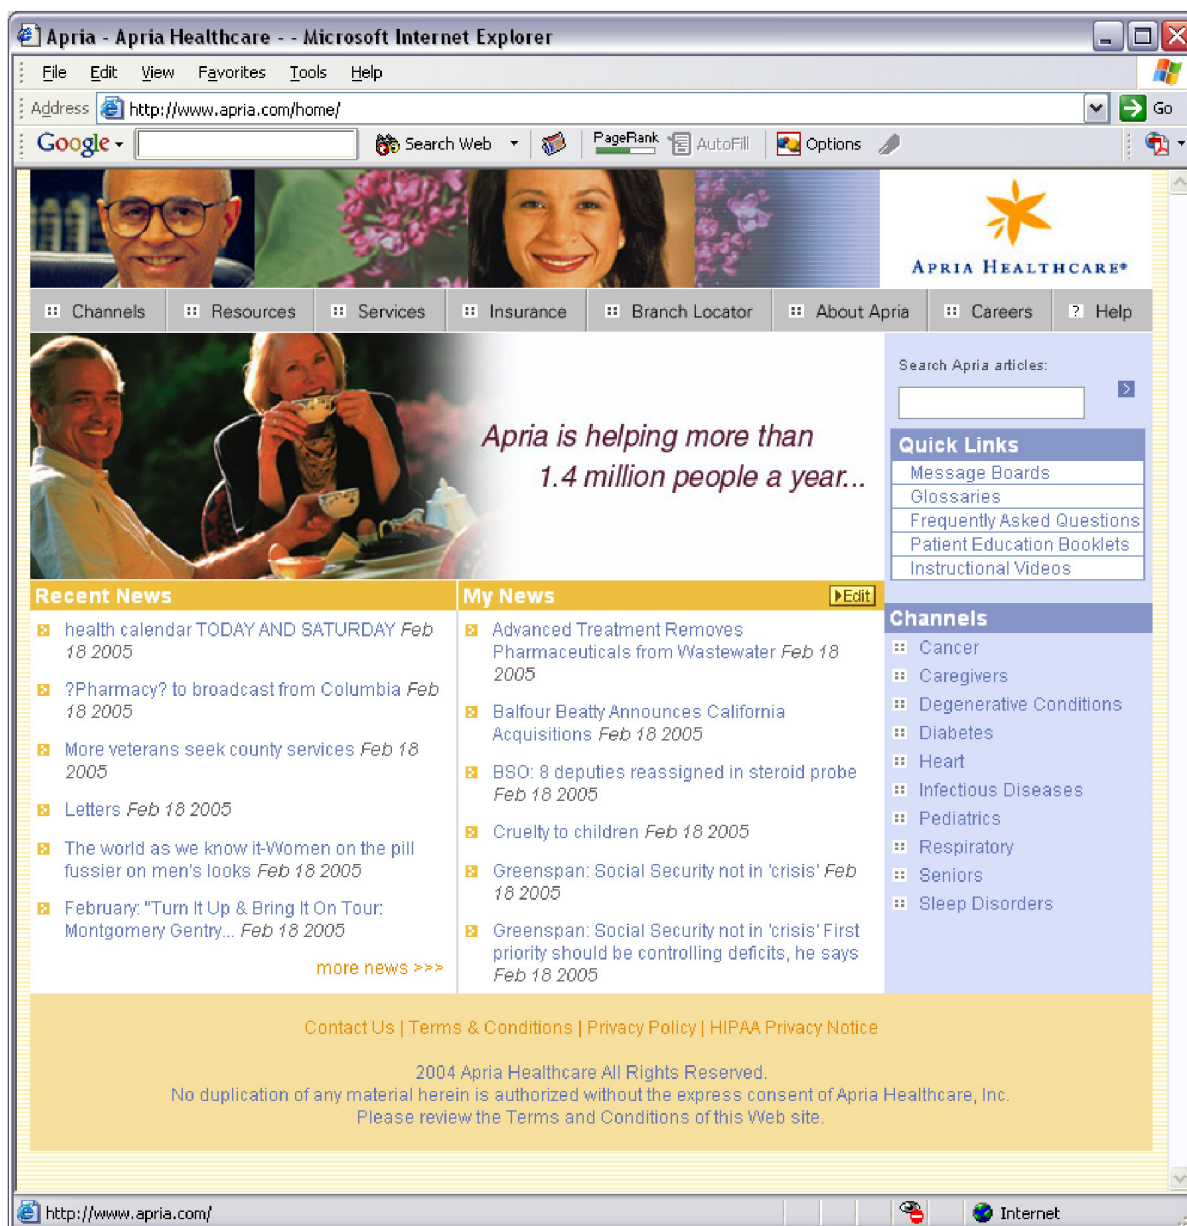 Apria - Apria Healthcare - - Microsoft Internet Explorer
File Edit View Favorites Tools Help
Address http://www.apria.com/home/ Go
Google Search Web PageRank AutoFill Options
APRIA HEALTHCARE®
Channels Resources Services Insurance Branch Locator About Apria Careers ? Help
Apria is helping more than
1.4 million people a year...
Search Apria articles:
Quick Links
Message Boards
Glossaries
Frequently Asked Questions
Patient Education Booklets
Instructional Videos
Recent News
health calendar TODAY AND SATURDAY Feb
18 2005
?Pharmacy? to broadcast from Columbia Feb
18 2005
More veterans seek county services Feb 18
2005
Letters Feb 18 2005
The world as we know it-Women on the pill
fussier on men's looks Feb 18 2005
February: "Turn It Up & Bring It On Tour:
Montgomery Gentry... Feb 18 2005
more news >>>
My News Edit
Advanced Treatment Removes
Pharmaceuticals from Wastewater Feb 18
2005
Balfour Beatty Announces California
Acquisitions Feb 18 2005
BSO: 8 deputies reassigned in steroid probe
Feb 18 2005
Cruelty to children Feb 18 2005
Greenspan: Social Security not in 'crisis' Feb
18 2005
Greenspan: Social Security not in 'crisis' First
priority should be controlling deficits, he says
Feb 18 2005
Channels
Cancer
Caregivers
Degenerative Conditions
Diabetes
Heart
Infectious Diseases
Pediatrics
Respiratory
Seniors
Sleep Disorders
Contact Us | Terms & Conditions | Privacy Policy | HIPAA Privacy Notice
2004 Apria Healthcare All Rights Reserved.
No duplication of any material herein is authorized without the express consent of Apria Healthcare, Inc.
Please review the Terms and Conditions of this Web site.
http://www.apria.com/ Internet